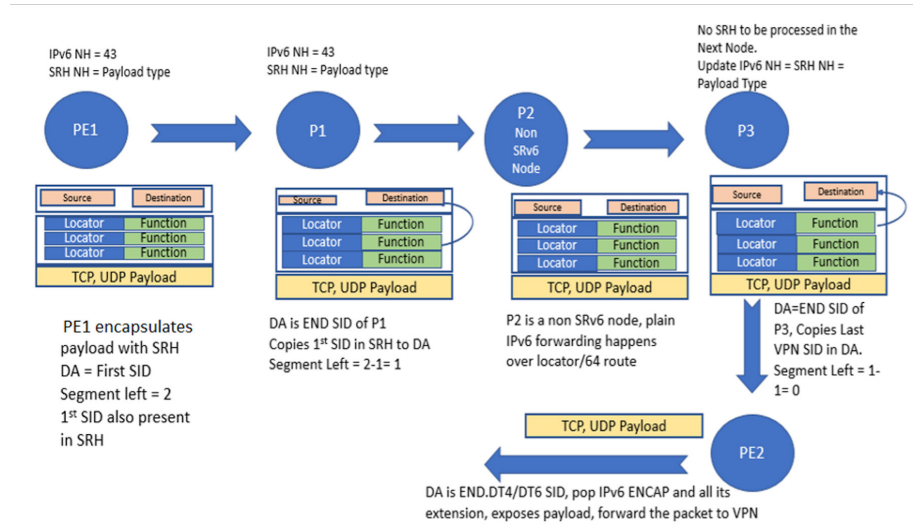 IPv6 NH = 43
SRH NH = Payload type
IPv6 NH = 43
SRH NH = Payload type
No SRH to be processed in the
Next Node.
Update IPv6 NH = SRH NH =
Payload Type
PE1
P1
P2
Non
SRv6
Node
P3
Source
Destination
Locator
Function
Locator
Function
Locator
Function
TCP, UDP Payload
Source
Destination
Locator
Function
Locator
Function
Locator
Function
TCP, UDP Payload
Source
Destination
Locator
Function
Locator
Function
Locator
Function
TCP, UDP Payload
Source
Destination
Locator
Function
Locator
Function
Locator
Function
TCP, UDP Payload
PE1 encapsulates
payload with SRH
DA = First SID
Segment left = 2
1st SID also present
in SRH
DA is END SID of P1
Copies 1st SID in SRH to DA
Segment Left = 2-1= 1
P2 is a non SRv6 node, plain
IPv6 forwarding happens
over locator/64 route
DA=END SID of
P3, Copies Last
VPN SID in DA.
Segment Left = 1-
1= 0
TCP, UDP Payload
PE2
DA is END.DT4/DT6 SID, pop IPv6 ENCAP and all its
extension, exposes payload, forward the packet to VPN